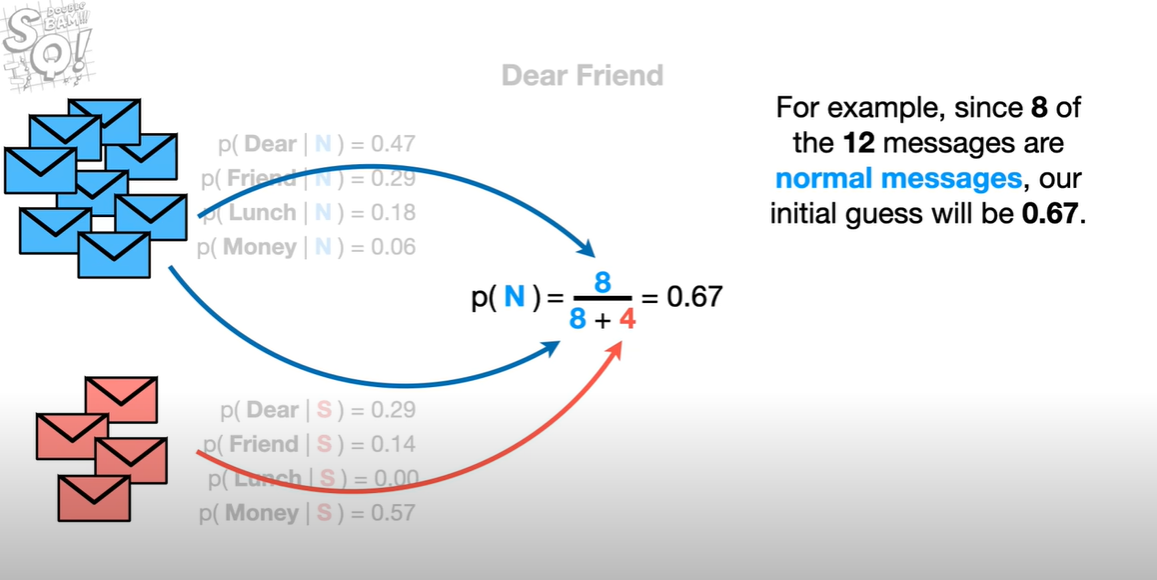 DOUBLE
BAM!!!
SQ!
Dear Friend
For example, since 8 of
the 12 messages are
normal messages, our
initial guess will be 0.67.
p( Dear | N ) = 0.47
p( Friend | N ) = 0.29
p( Lunch | N ) = 0.18
p( Money | N ) = 0.06
p( N ) = 8 / 8 + 4 = 0.67
p( Dear | S ) = 0.29
p( Friend | S ) = 0.14
p( Lunch | S ) = 0.00
p( Money | S ) = 0.57